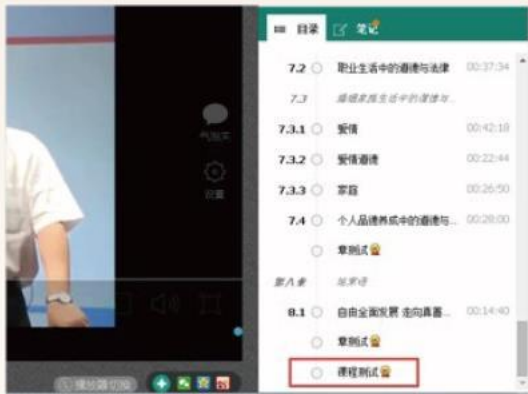 目录 笔记
7.2 职业生活中的道德与法律 00:37:34
7.3 婚姻家庭生活中的道德与...
7.3.1 爱情 00:42:18
7.3.2 爱情道德 00:22:44
7.3.3 家庭 00:26:50
7.4 个人品德养成中的道德与... 00:28:00
章测试
第八章 结束语
8.1 自由全面发展 走向真善... 00:14:40
章测试
课程测试
气泡关
设置
播放器切换